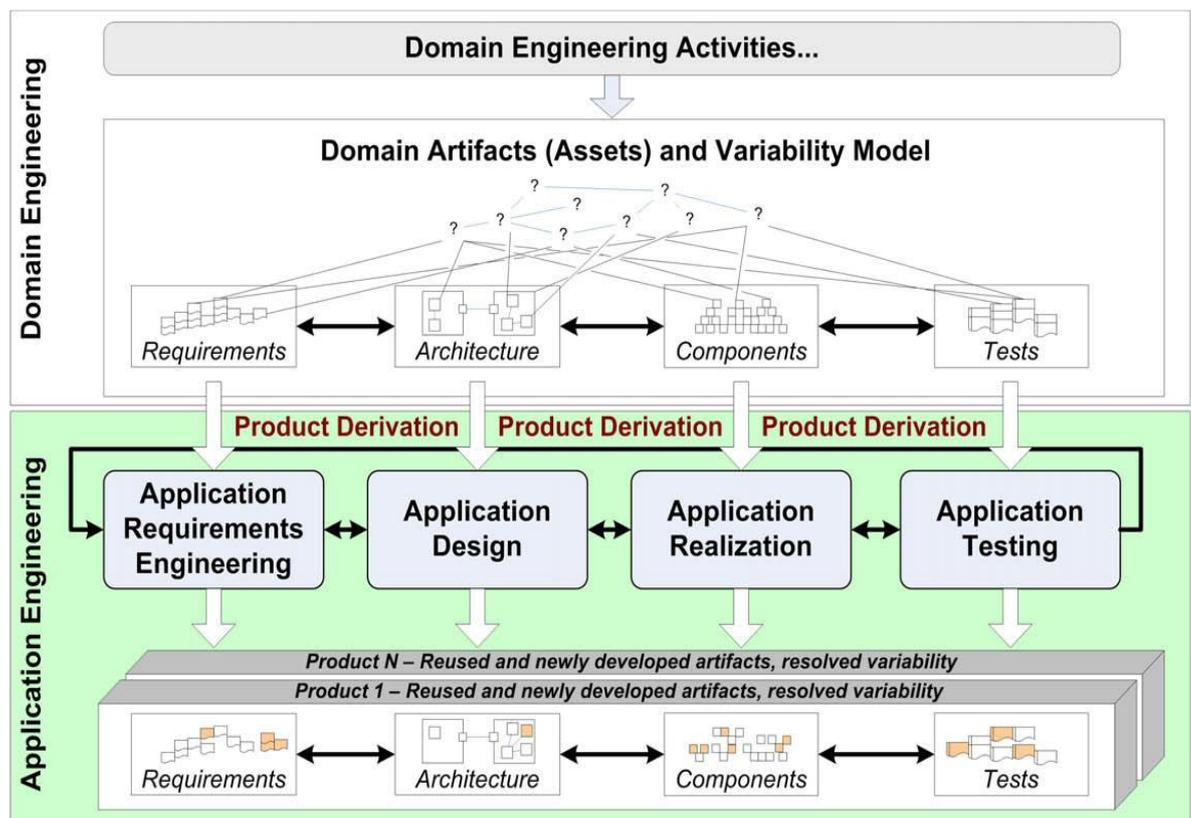 Domain Engineering
Domain Engineering Activities...
Domain Artifacts (Assets) and Variability Model
?
?
?
?
?
?
?
?
?
Requirements
Architecture
Components
Tests
Application Engineering
Product Derivation
Product Derivation
Product Derivation
Application
Requirements
Engineering
Application
Design
Application
Realization
Application
Testing
Product N – Reused and newly developed artifacts, resolved variability
Product 1 – Reused and newly developed artifacts, resolved variability
Requirements
Architecture
Components
Tests